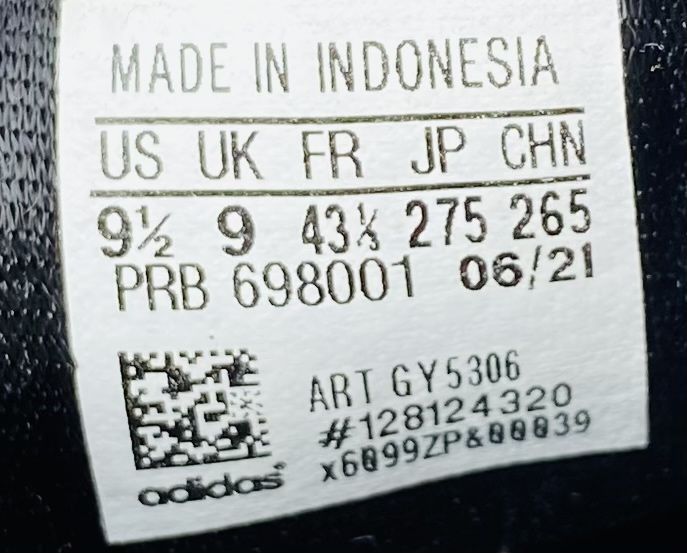 MADE IN INDONESIA
US UK FR JP CHN
9½ 9 43⅓ 275 265
PRB 698001 06/21
ART GY5306
#128124320
x6099ZP&00039
adidas